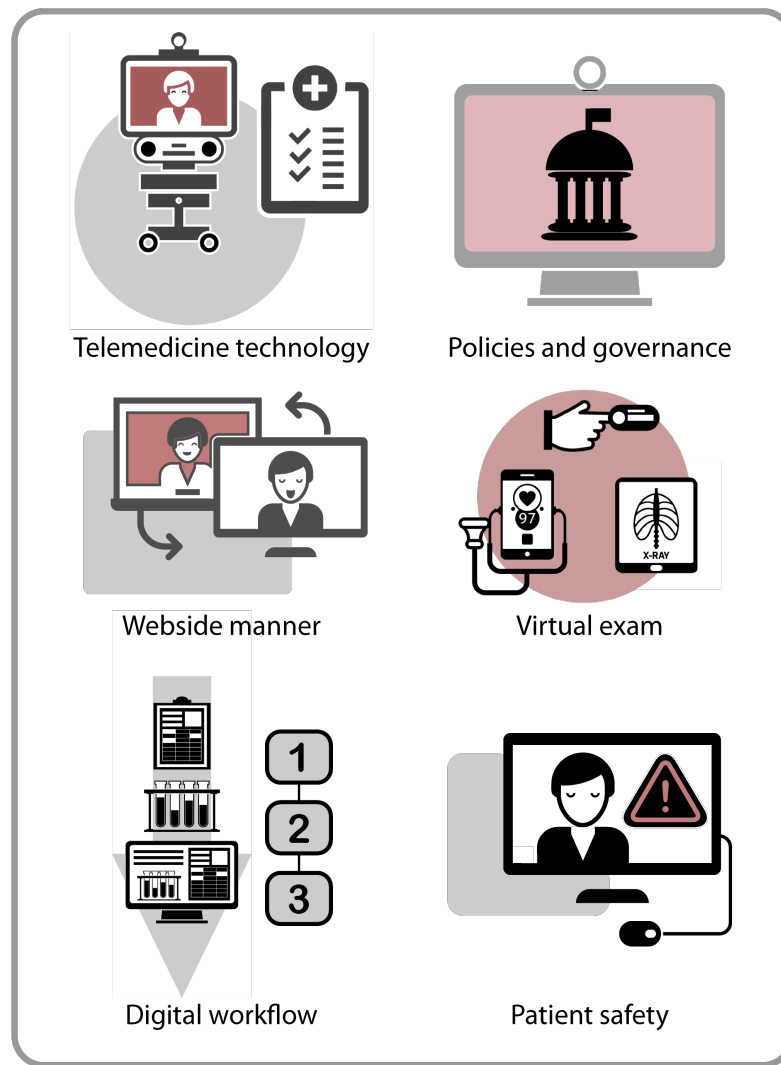 Telemedicine technology
Policies and governance
Webside manner
97
X-RAY
Virtual exam
1
2
3
Digital workflow
Patient safety